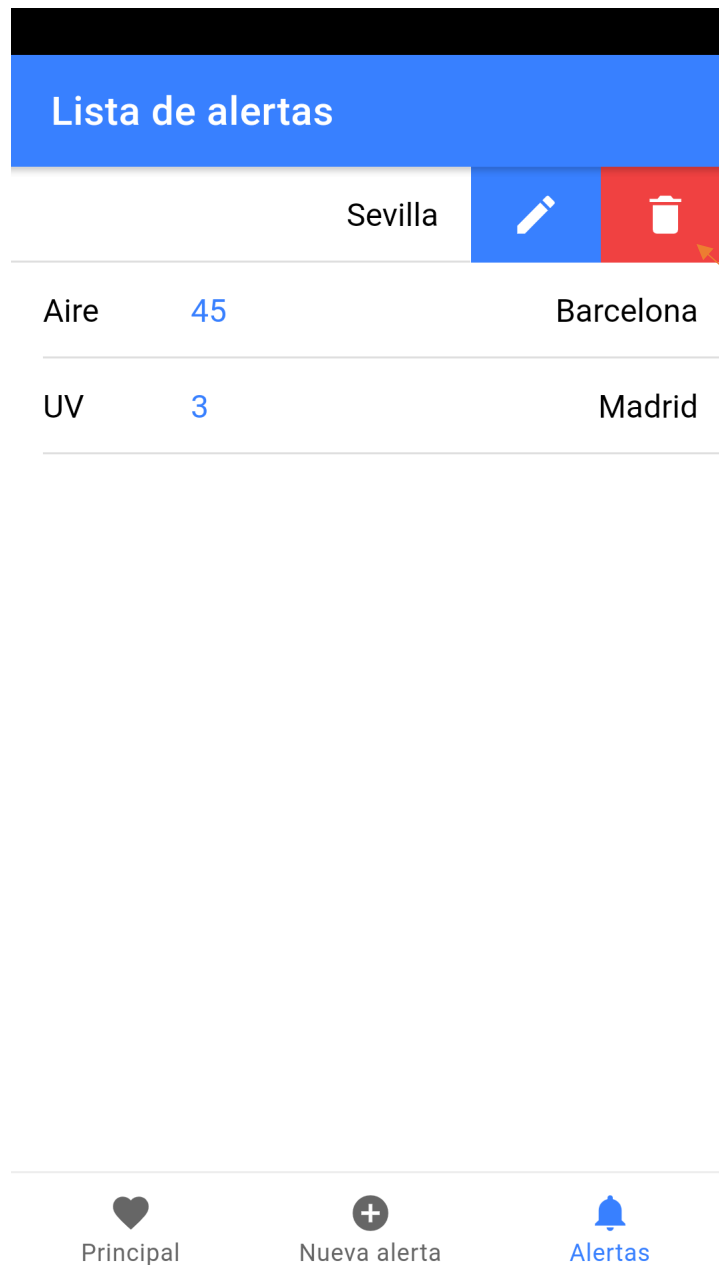 Lista de alertas
Sevilla
Aire 45 Barcelona
UV 3 Madrid
Principal Nueva alerta Alertas